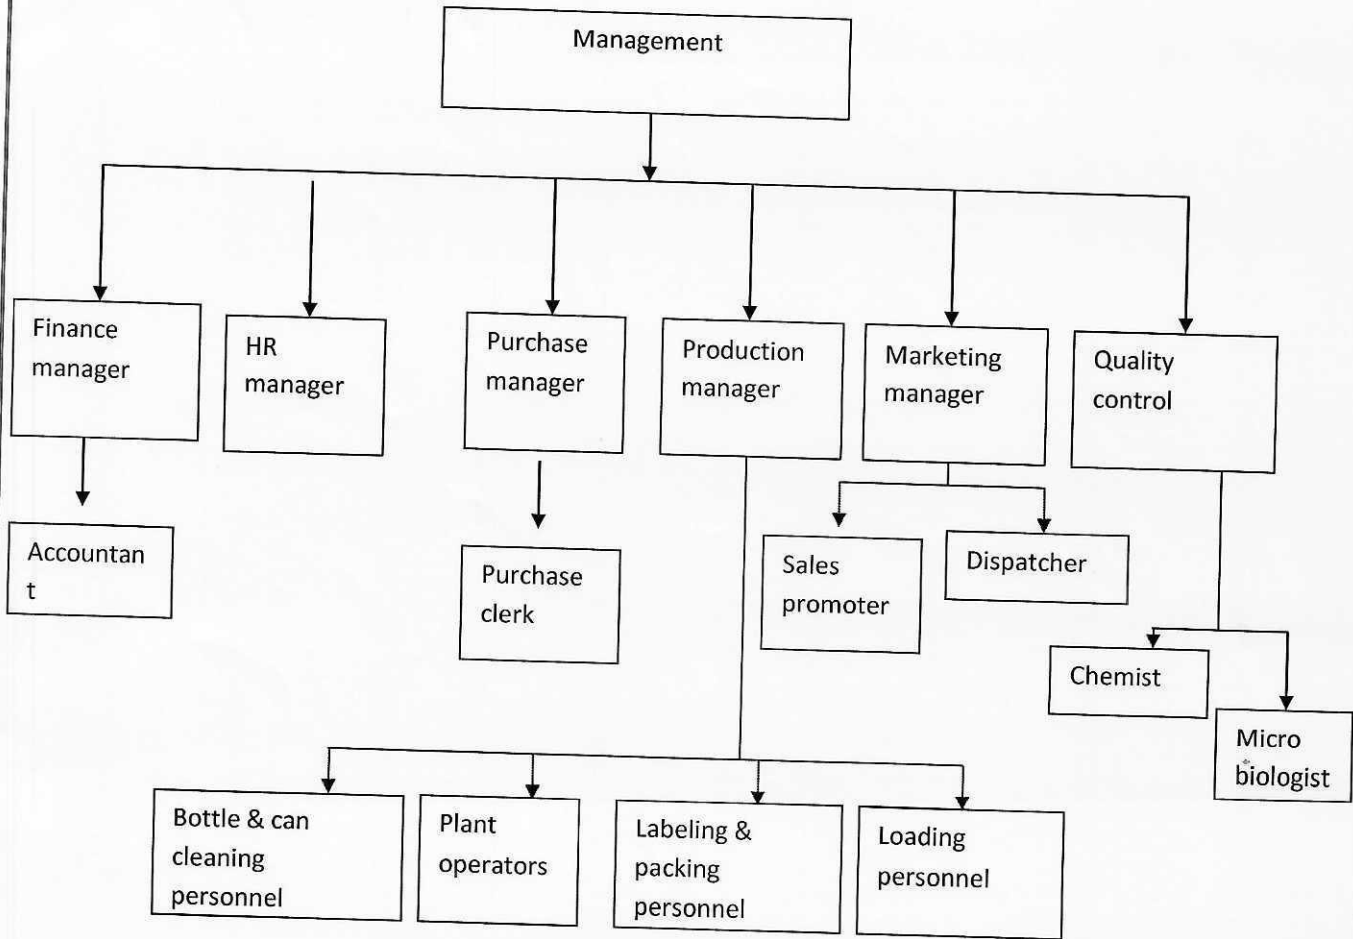 Management
Finance
manager
HR
manager
Purchase
manager
Production
manager
Marketing
manager
Quality
control
Accountan
t
Purchase
clerk
Sales
promoter
Dispatcher
Chemist
Micro
biologist
Bottle & can
cleaning
personnel
Plant
operators
Labeling &
packing
personnel
Loading
personnel